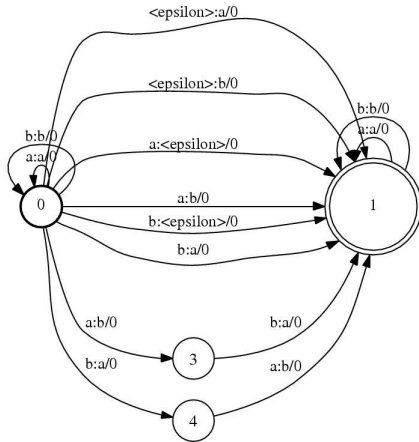 <epsilon>:a/0
<epsilon>:b/0
b:b/0
a:a/0
b:b/0
a:a/0
a:<epsilon>/0
0
a:b/0
1
b:<epsilon>/0
b:a/0
a:b/0
b:a/0
3
b:a/0
a:b/0
4